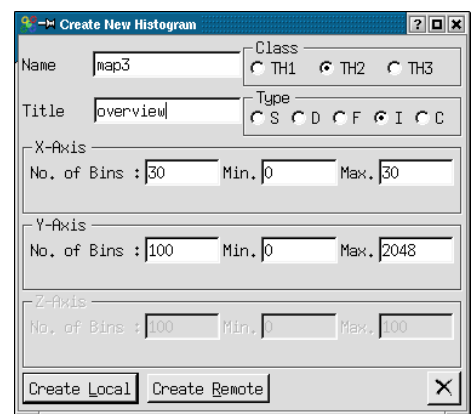 Create New Histogram
Name map3
Class
TH1 TH2 TH3
Title overview
Type
S D F I C
X-Axis
No. of Bins : 30 Min. 0 Max. 30
Y-Axis
No. of Bins : 100 Min. 0 Max. 2048
Z-Axis
No. of Bins : 100 Min. 0 Max. 100
Create Local Create Remote